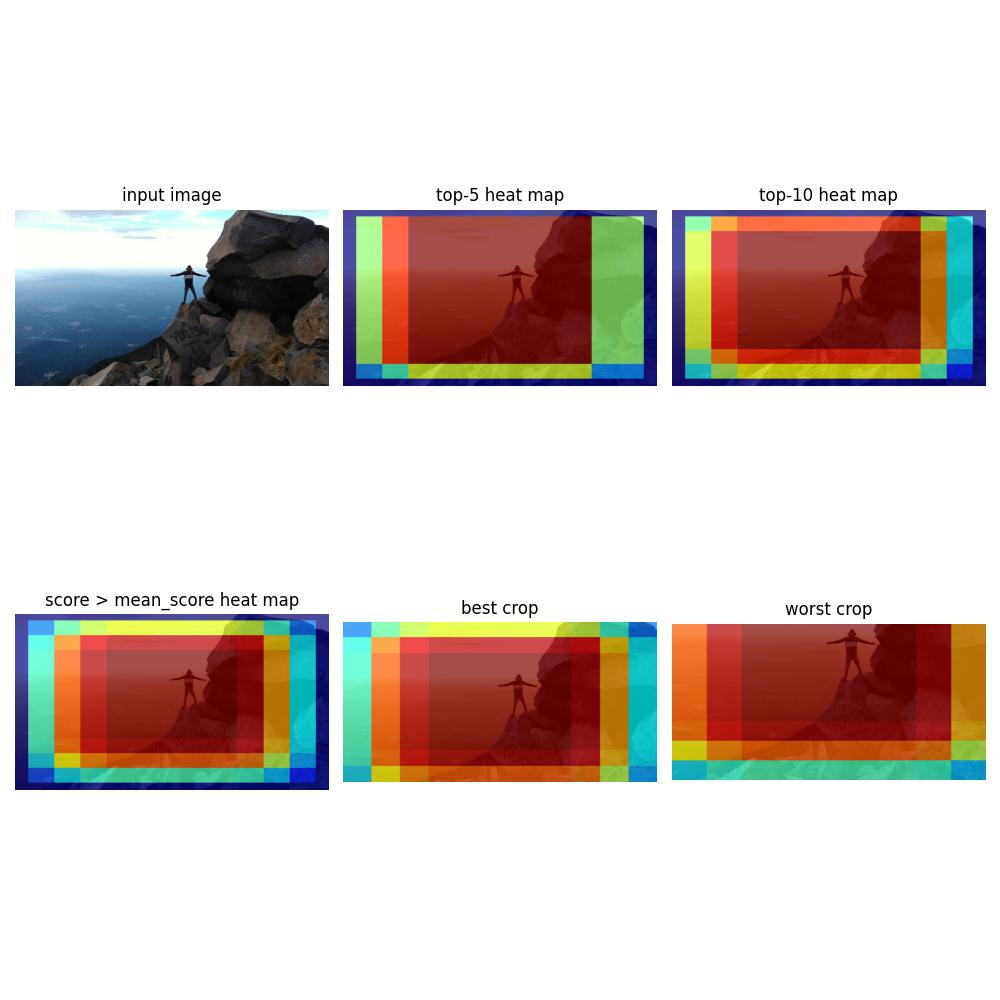 input image
top-5 heat map
top-10 heat map
score > mean_score heat map
best crop
worst crop